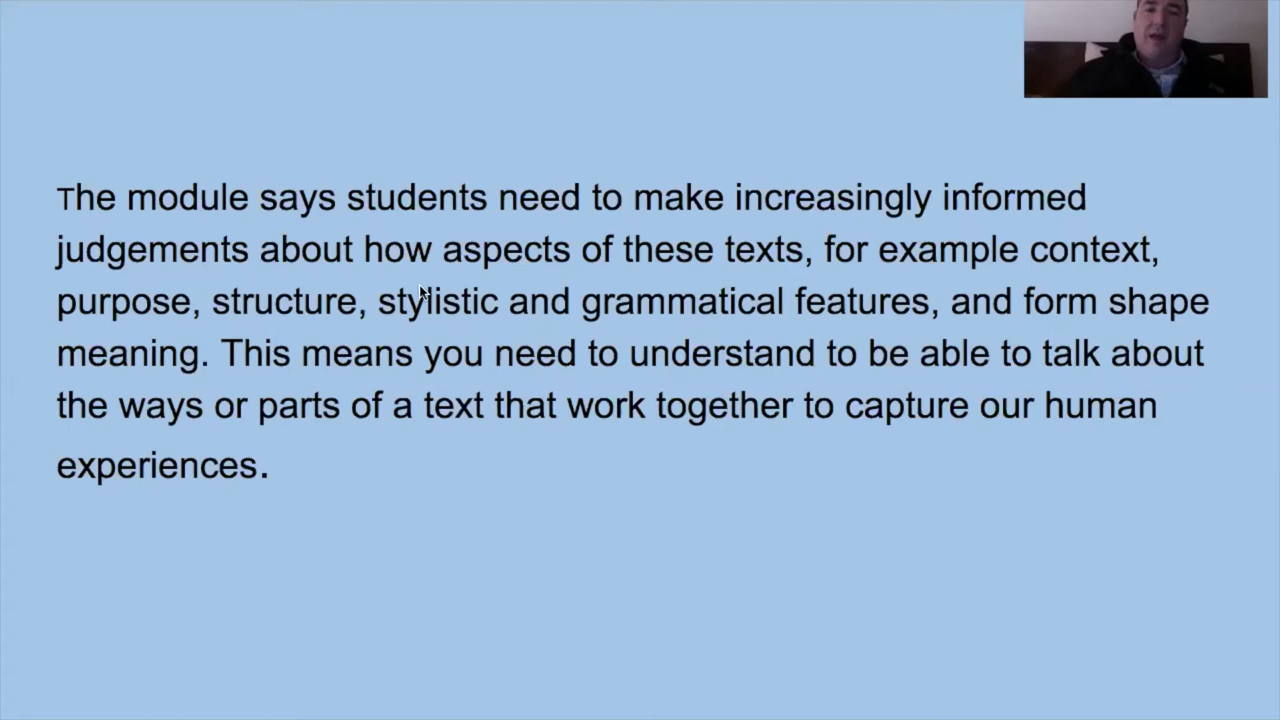 The module says students need to make increasingly informed
judgements about how aspects of these texts, for example context,
purpose, structure, stylistic and grammatical features, and form shape
meaning. This means you need to understand to be able to talk about
the ways or parts of a text that work together to capture our human
experiences.